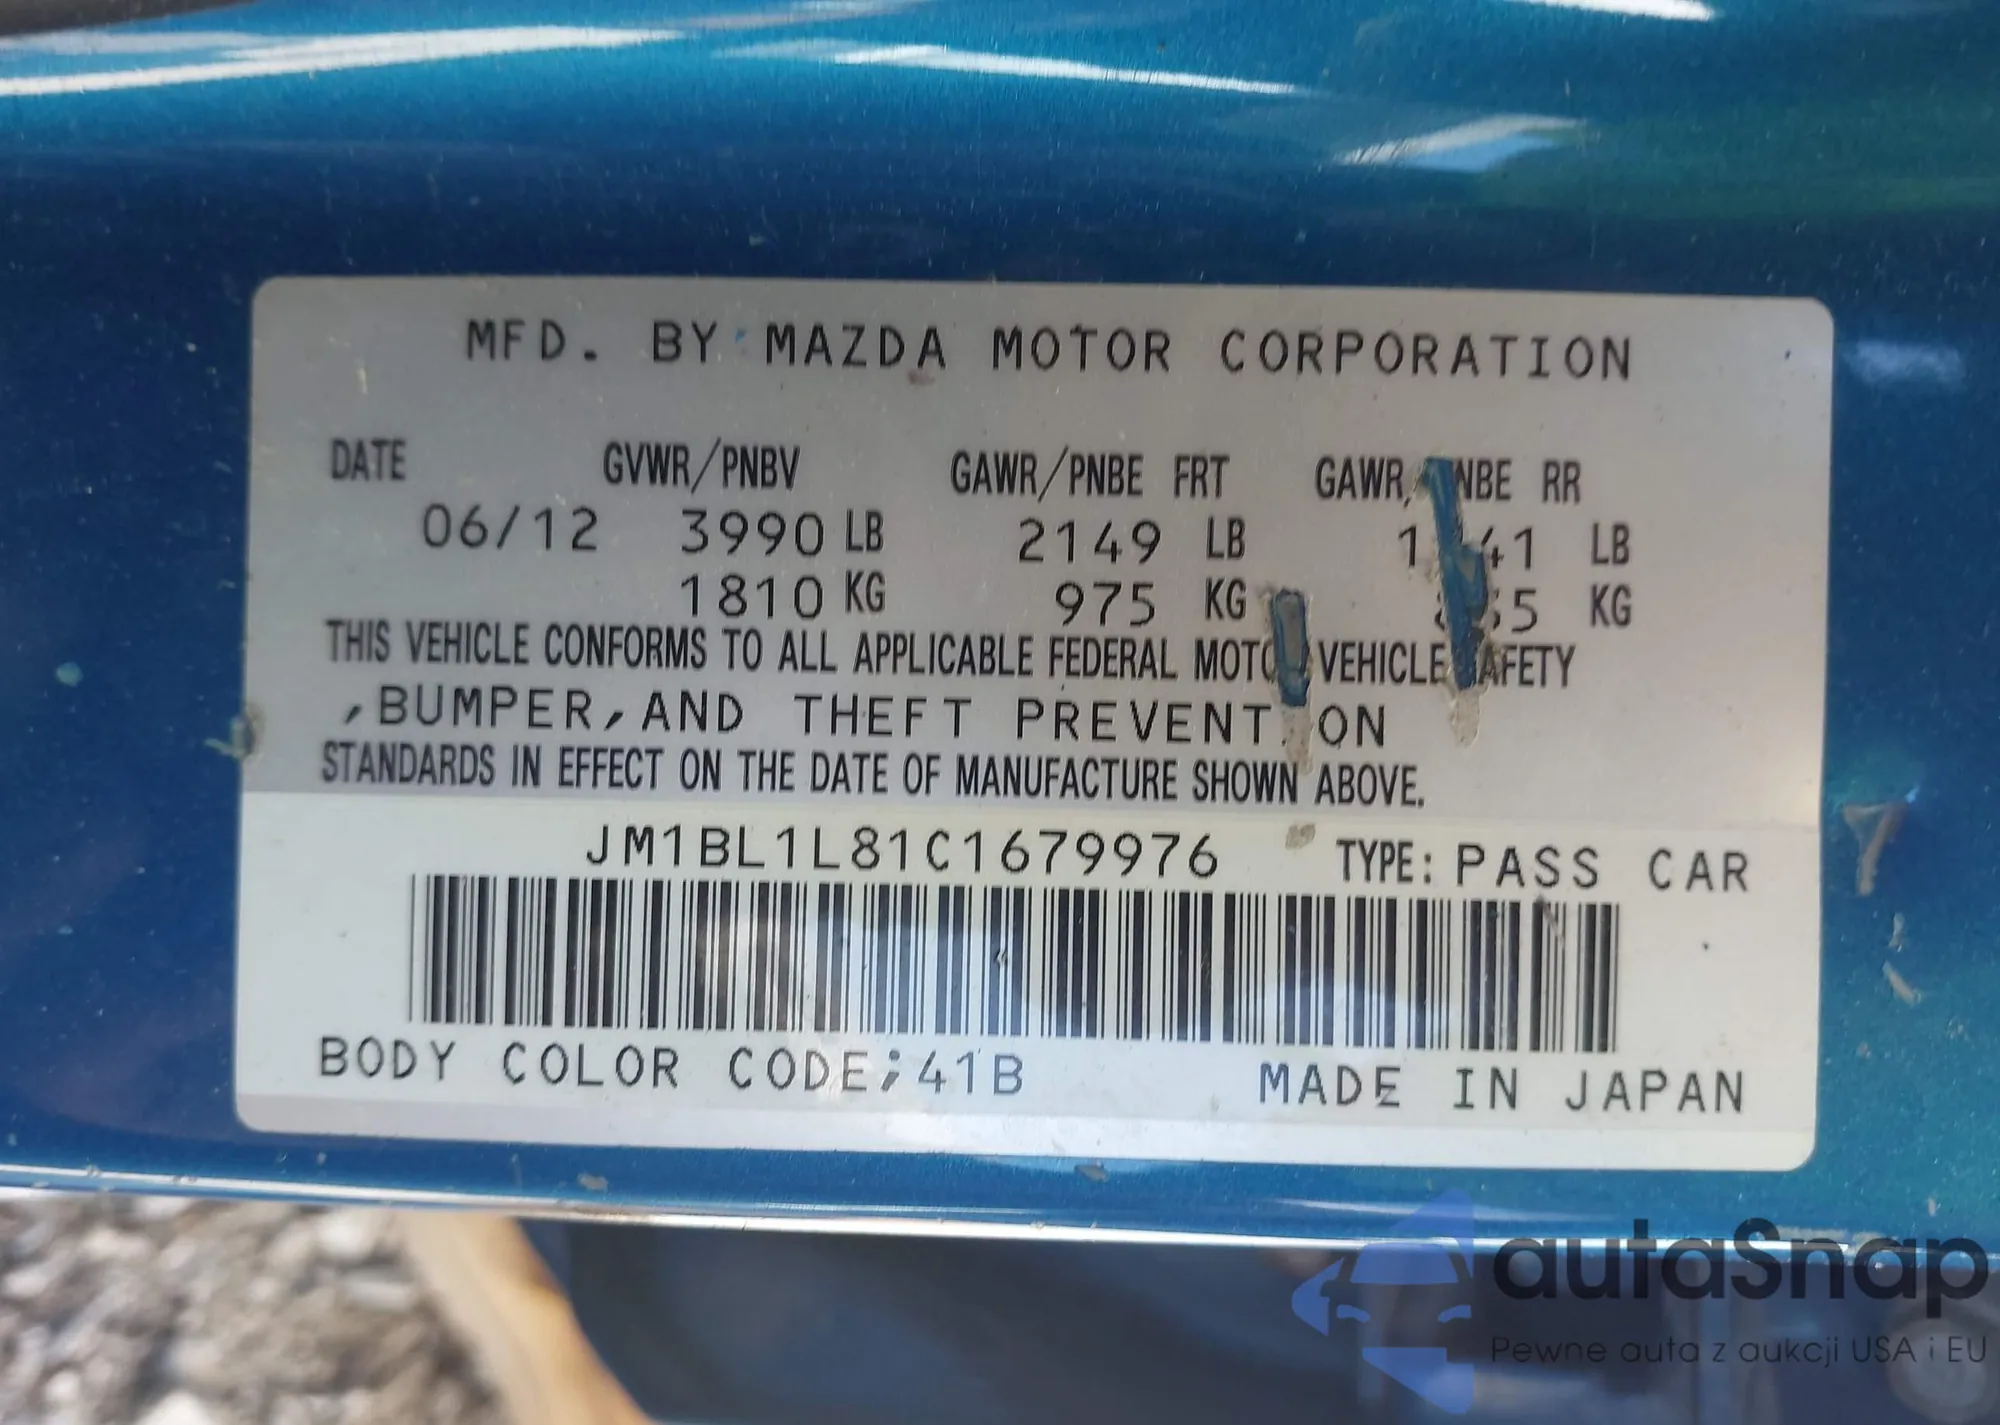 MFD. BY MAZDA MOTOR CORPORATION
DATE GVWR/PNBV GAWR/PNBE FRT RR
06/12 3990 LB 2149 LB LB
1810 KG 975 KG KG
THIS VEHICLE CONFORMS TO ALL APPLICABLE FEDERAL MOTOR VEHICLE SAFETY
,BUMPER,AND THEFT PREVENTION
STANDARDS IN EFFECT ON THE DATE OF MANUFACTURE SHOWN ABOVE.
JM1BL1L81C1679976 TYPE: PASS CAR
BODY COLOR CODE;41B MADE IN JAPAN
autaSnap
Pewne auta z aukcji USA i EU